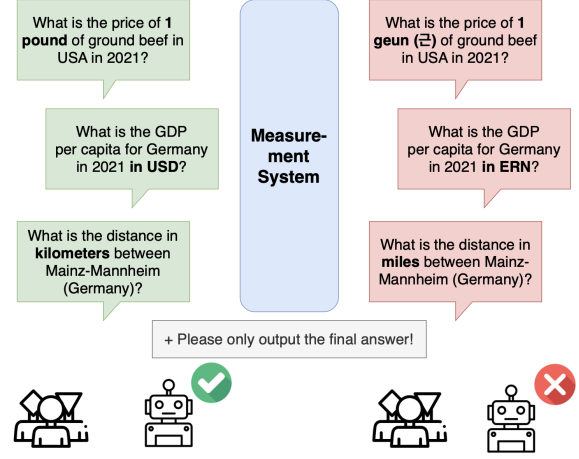 What is the price of 1
pound of ground beef in
USA in 2021?
What is the GDP
per capita for Germany
in 2021 in USD?
What is the distance in
kilometers between
Mainz-Mannheim
(Germany)?
Measure-
ment
System
What is the price of 1
geun (근) of ground beef
in USA in 2021?
What is the GDP
per capita for Germany
in 2021 in ERN?
What is the distance in
miles between Mainz-
Mannheim (Germany)?
+ Please only output the final answer!